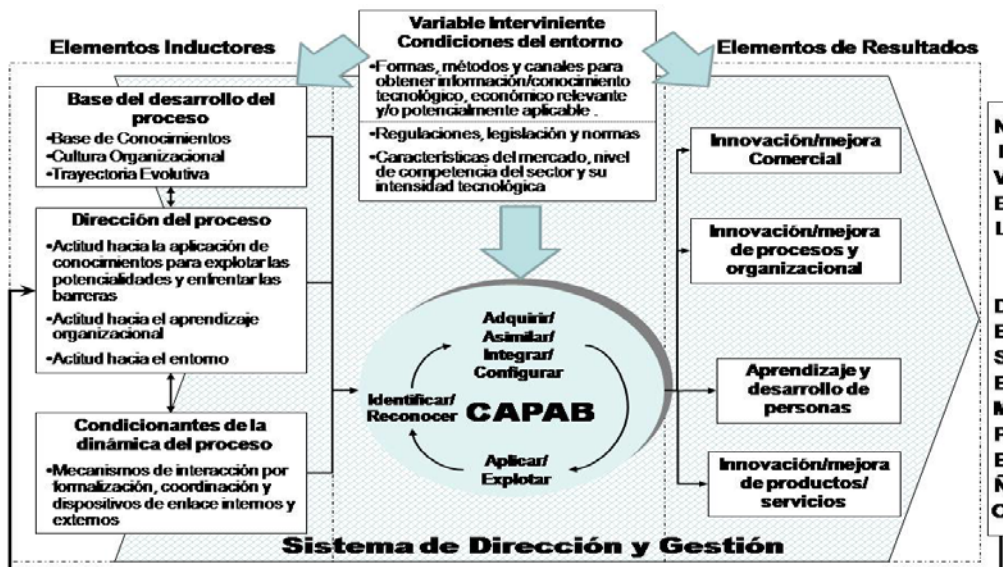 Variable Interviniente
Condiciones del entorno
•Formas, métodos y canales para
obtener información/conocimiento
tecnológico, económico relevante
y/o potencialmente aplicable .
•Regulaciones, legislación y normas
•Características del mercado, nivel
de competencia del sector y su
intensidad tecnológica
Elementos Inductores
Base del desarrollo del
proceso
•Base de Conocimientos
•Cultura Organizacional
•Trayectoria Evolutiva
Dirección del proceso
•Actitud hacia la aplicación de
conocimientos para explotar las
potencialidades y enfrentar las
barreras
•Actitud hacia el aprendizaje
organizacional
•Actitud hacia el entorno
Condicionantes de la
dinámica del proceso
•Mecanismos de interacción por
formalización, coordinación y
dispositivos de enlace internos y
externos
Adquirir/
Asimilar/
Integrar/
Configurar
Identificar/
Reconocer
CAPAB
Aplicar/
Explotar
Elementos de Resultados
Innovación/mejora
Comercial
Innovación/mejora
de procesos y
organizacional
Aprendizaje y
desarrollo de
personas
Innovación/mejora
de productos/
servicios
Sistema de Dirección y Gestión
N
I
V
E
L
D
E
S
E
M
P
E
Ñ
O